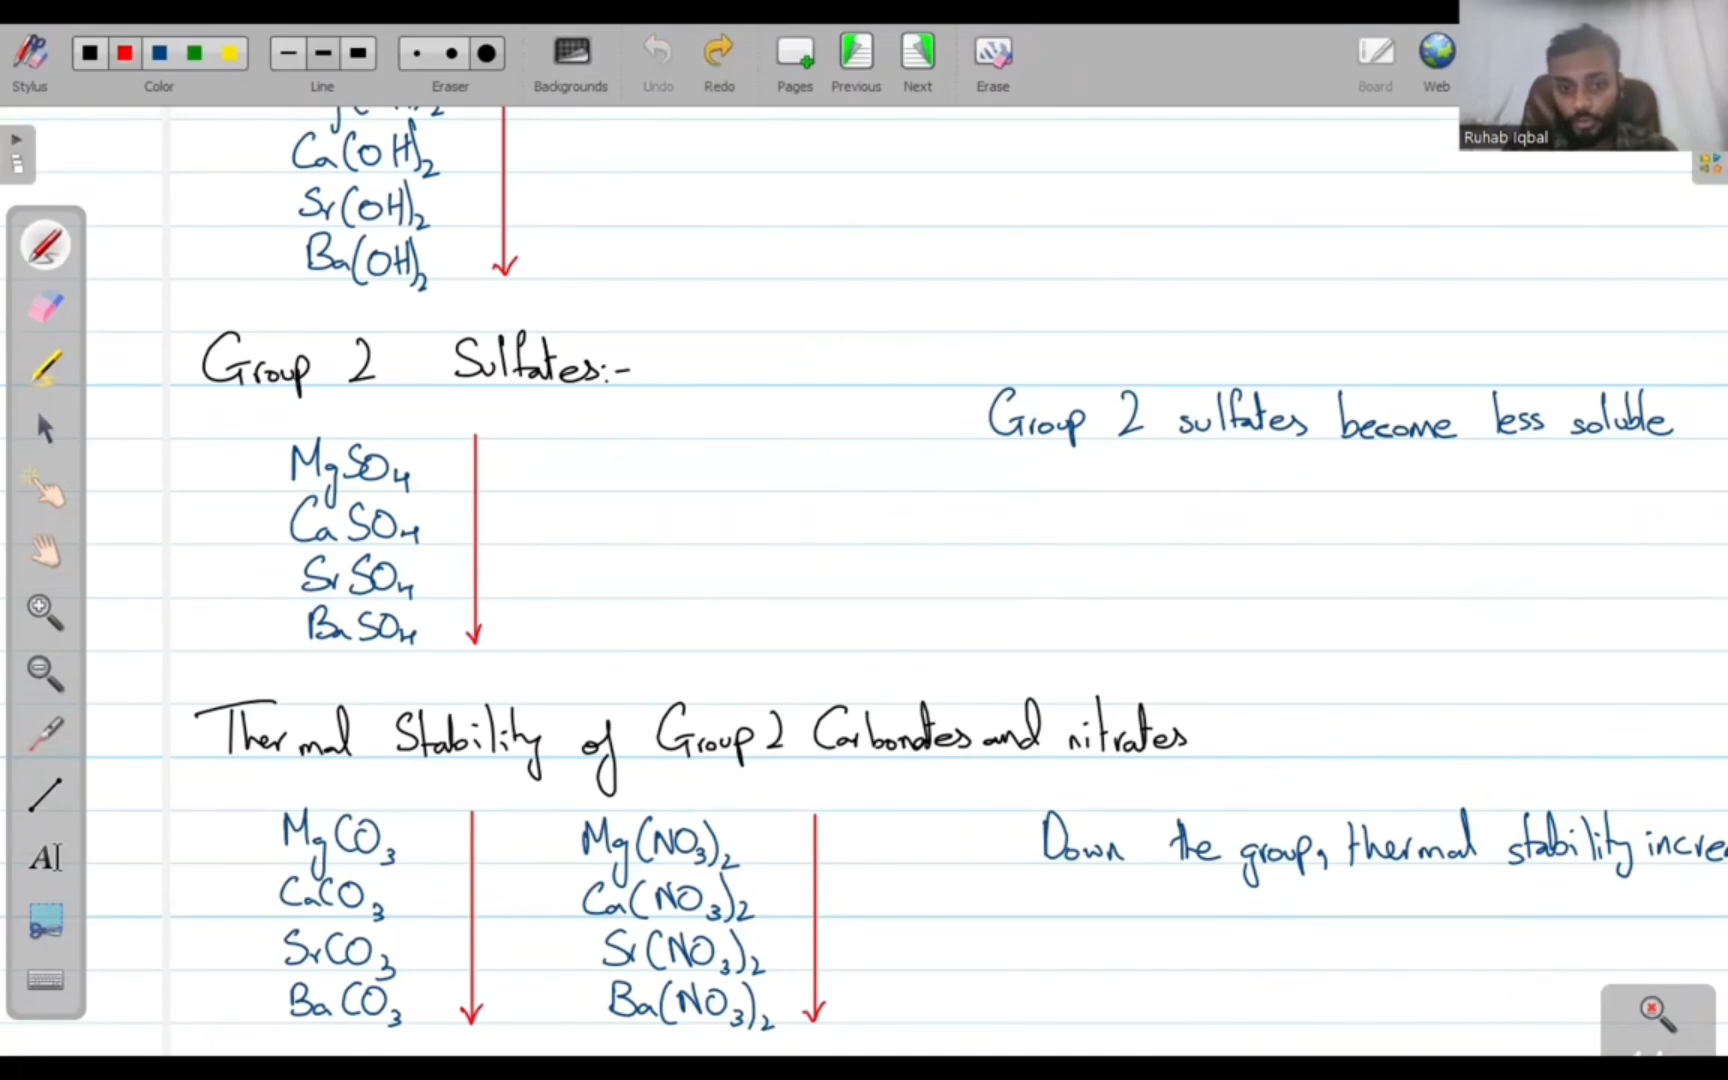 Stylus
Color
Line
Eraser
Backgrounds
Undo
Redo
Pages
Previous
Next
Erase
Board
Web
Ruhab Iqbal
Ca(OH)2
Sr(OH)2
Ba(OH)2
Group 2 Sulfates:-
Group 2 sulfates become less soluble
MgSO4
CaSO4
SrSO4
BaSO4
Thermal Stability of Group 2 Carbonates and nitrates
MgCO3 Mg(NO3)2 Down the group, thermal stability incre
CaCO3 Ca(NO3)2
SrCO3 Sr(NO3)2
BaCO3 Ba(NO3)2